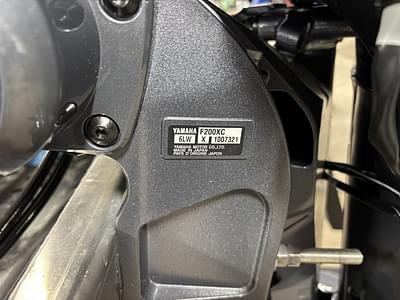 YAMAHA F200XC
6LW X 1007321
YAMAHA MOTOR CO.,LTD.
MADE IN JAPAN
PAYS D'ORIGINE JAPON